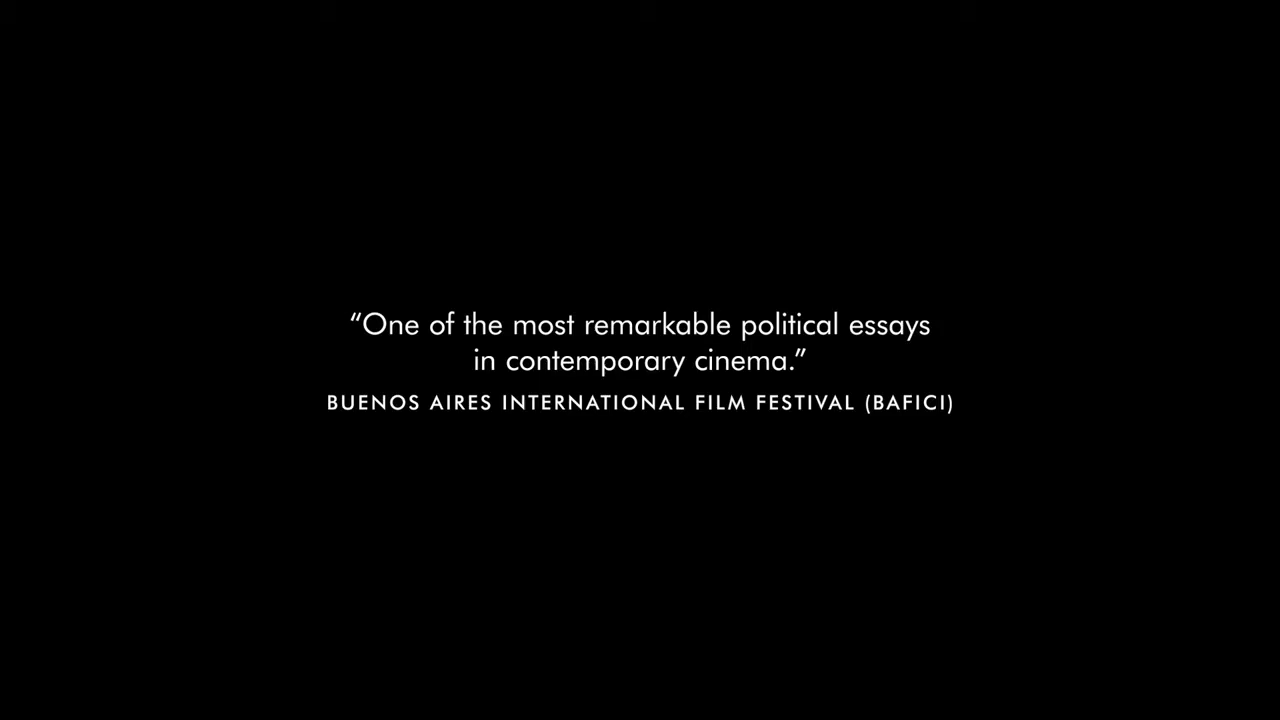 “One of the most remarkable political essays
in contemporary cinema.”
BUENOS AIRES INTERNATIONAL FILM FESTIVAL (BAFICI)